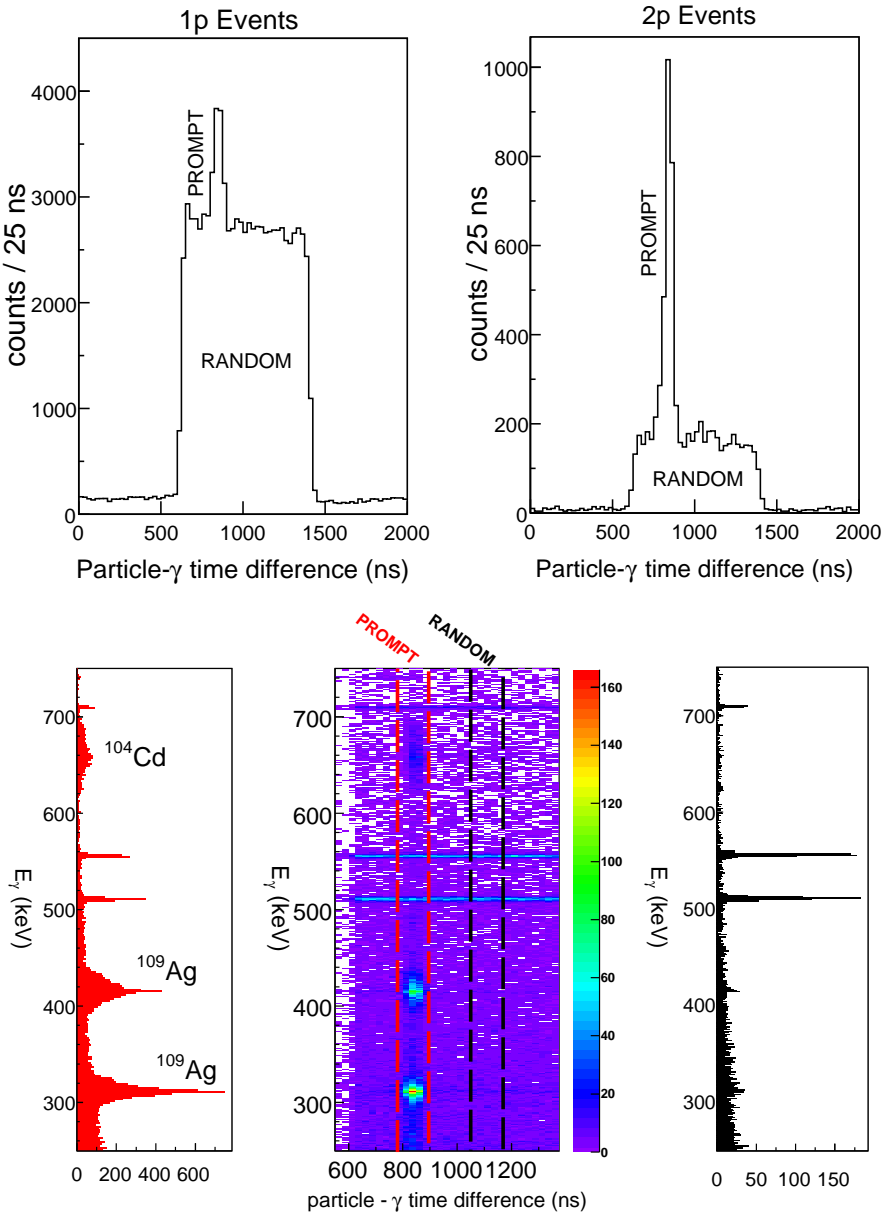 1p Events
counts / 25 ns
4000
3000
2000
1000
0
PROMPT
RANDOM
0 500 1000 1500 2000
Particle-γ time difference (ns)
2p Events
counts / 25 ns
1000
800
600
400
200
0
PROMPT
RANDOM
0 500 1000 1500 2000
Particle-γ time difference (ns)
Eγ (keV)
700
600
500
400
300
104Cd
109Ag
109Ag
0 200 400 600
PROMPT
RANDOM
Eγ (keV)
700
600
500
400
300
600 800 1000 1200
particle - γ time difference (ns)
160
140
120
100
80
60
40
20
0
Eγ (keV)
700
600
500
400
300
0 50 100 150